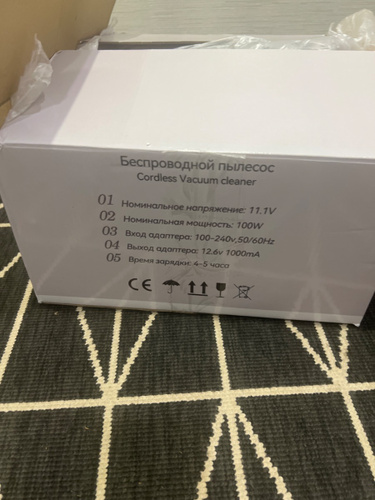 Беспроводной пылесос
Cordless Vacuum cleaner
01 Номинальное напряжение: 11.1V
02 Номинальная мощность: 100W
03 Вход адаптера: 100-240v,50/60Hz
04 Выход адаптера: 12.6v 1000mA
05 Время зарядки: 4-5 часа
CE